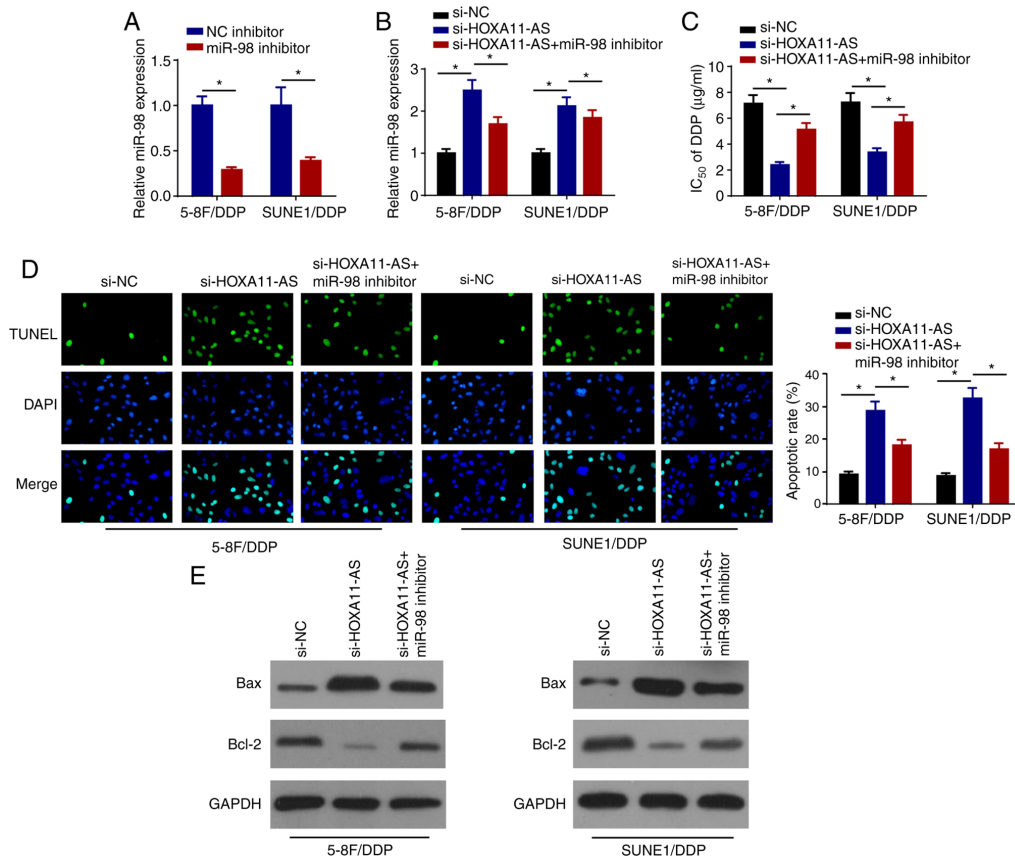 A
NC inhibitor
miR-98 inhibitor
Relative miR-98 expression
1.5
1.0
0.5
0.0
*
*
5-8F/DDP
SUNE1/DDP
B
si-NC
si-HOXA11-AS
si-HOXA11-AS+miR-98 inhibitor
Relative miR-98 expression
3
2
1
0
*
*
*
*
5-8F/DDP
SUNE1/DDP
C
si-NC
si-HOXA11-AS
si-HOXA11-AS+miR-98 inhibitor
IC50 of DDP (μg/ml)
10
8
6
4
2
0
*
*
*
*
5-8F/DDP
SUNE1/DDP
D
si-NC
si-HOXA11-AS
si-HOXA11-AS+
miR-98 inhibitor
si-NC
si-HOXA11-AS
si-HOXA11-AS+
miR-98 inhibitor
TUNEL
DAPI
Merge
5-8F/DDP
SUNE1/DDP
si-NC
si-HOXA11-AS
si-HOXA11-AS+
miR-98 inhibitor
Apoptotic rate (%)
40
30
20
10
0
*
*
*
*
5-8F/DDP
SUNE1/DDP
E
si-NC
si-HOXA11-AS
si-HOXA11-AS+
miR-98 inhibitor
Bax
Bcl-2
GAPDH
5-8F/DDP
si-NC
si-HOXA11-AS
si-HOXA11-AS+
miR-98 inhibitor
Bax
Bcl-2
GAPDH
SUNE1/DDP